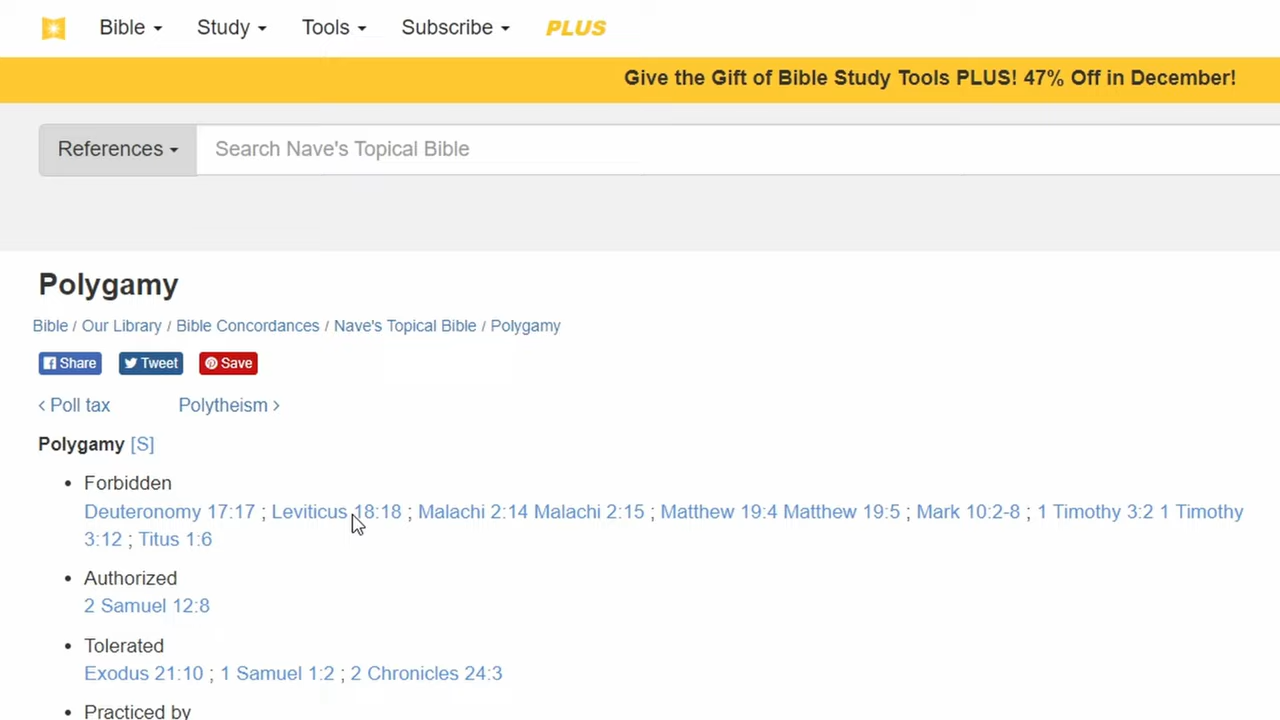 Bible Study Tools Subscribe PLUS
Give the Gift of Bible Study Tools PLUS! 47% Off in December!
References Search Nave's Topical Bible
Polygamy
Bible / Our Library / Bible Concordances / Nave's Topical Bible / Polygamy
Share Tweet Save
< Poll tax Polytheism >
Polygamy [S]
• Forbidden
Deuteronomy 17:17 ; Leviticus 18:18 ; Malachi 2:14 Malachi 2:15 ; Matthew 19:4 Matthew 19:5 ; Mark 10:2-8 ; 1 Timothy 3:2 1 Timothy
3:12 ; Titus 1:6
• Authorized
2 Samuel 12:8
• Tolerated
Exodus 21:10 ; 1 Samuel 1:2 ; 2 Chronicles 24:3
• Practiced by